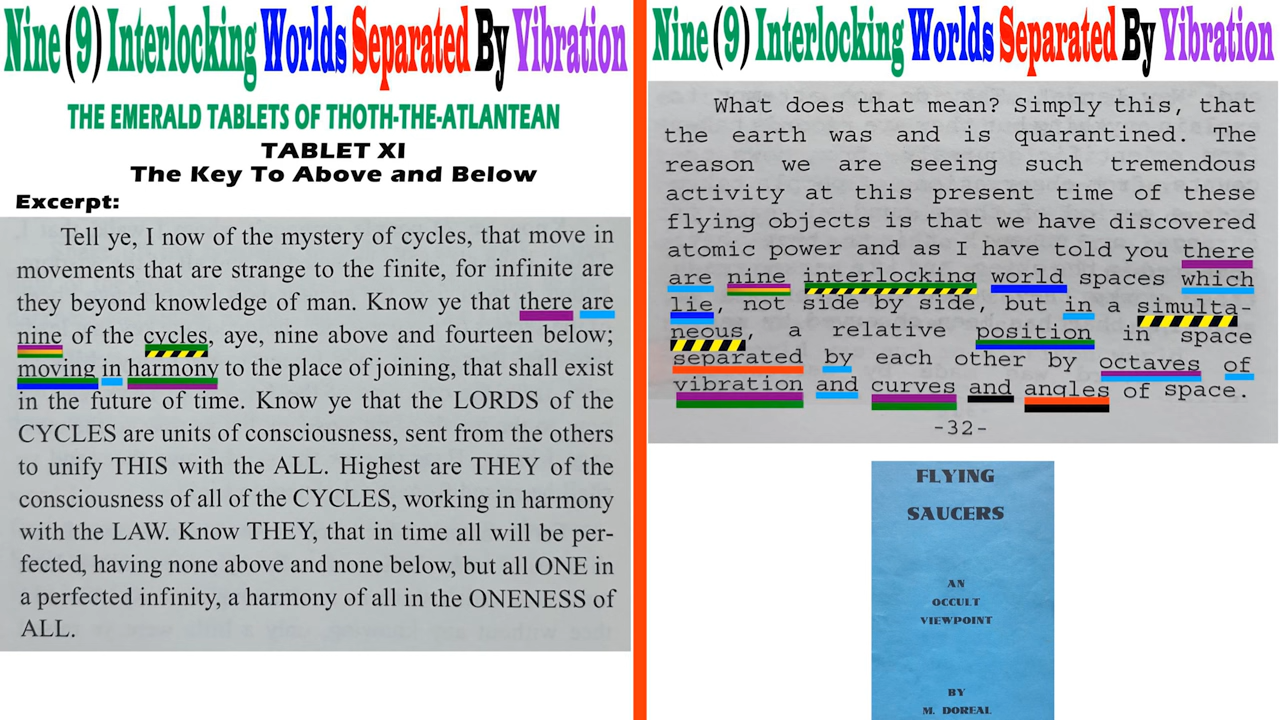 Nine (9) Interlocking Worlds Separated By Vibration
THE EMERALD TABLETS OF THOTH-THE-ATLANTEAN
TABLET XI
The Key To Above and Below
Excerpt:
Tell ye, I now of the mystery of cycles, that move in
movements that are strange to the finite, for infinite are
they beyond knowledge of man. Know ye that there are
nine of the cycles, aye, nine above and fourteen below;
moving in harmony to the place of joining, that shall exist
in the future of time. Know ye that the LORDS of the
CYCLES are units of consciousness, sent from the others
to unify THIS with the ALL. Highest are THEY of the
consciousness of all of the CYCLES, working in harmony
with the LAW. Know THEY, that in time all will be per-
fected, having none above and none below, but all ONE in
a perfected infinity, a harmony of all in the ONENESS of
ALL.
Nine (9) Interlocking Worlds Separated By Vibration
What does that mean? Simply this, that
the earth was and is quarantined. The
reason we are seeing such tremendous
activity at this present time of these
flying objects is that we have discovered
atomic power and as I have told you there
are nine interlocking world spaces which
lie, not side by side, but in a simulta-
neous, a relative position in space
separated by each other by octaves of
vibration and curves and angles of space.
-32-
FLYING
SAUCERS
AN
OCCULT
VIEWPOINT
BY
M. DOREAL